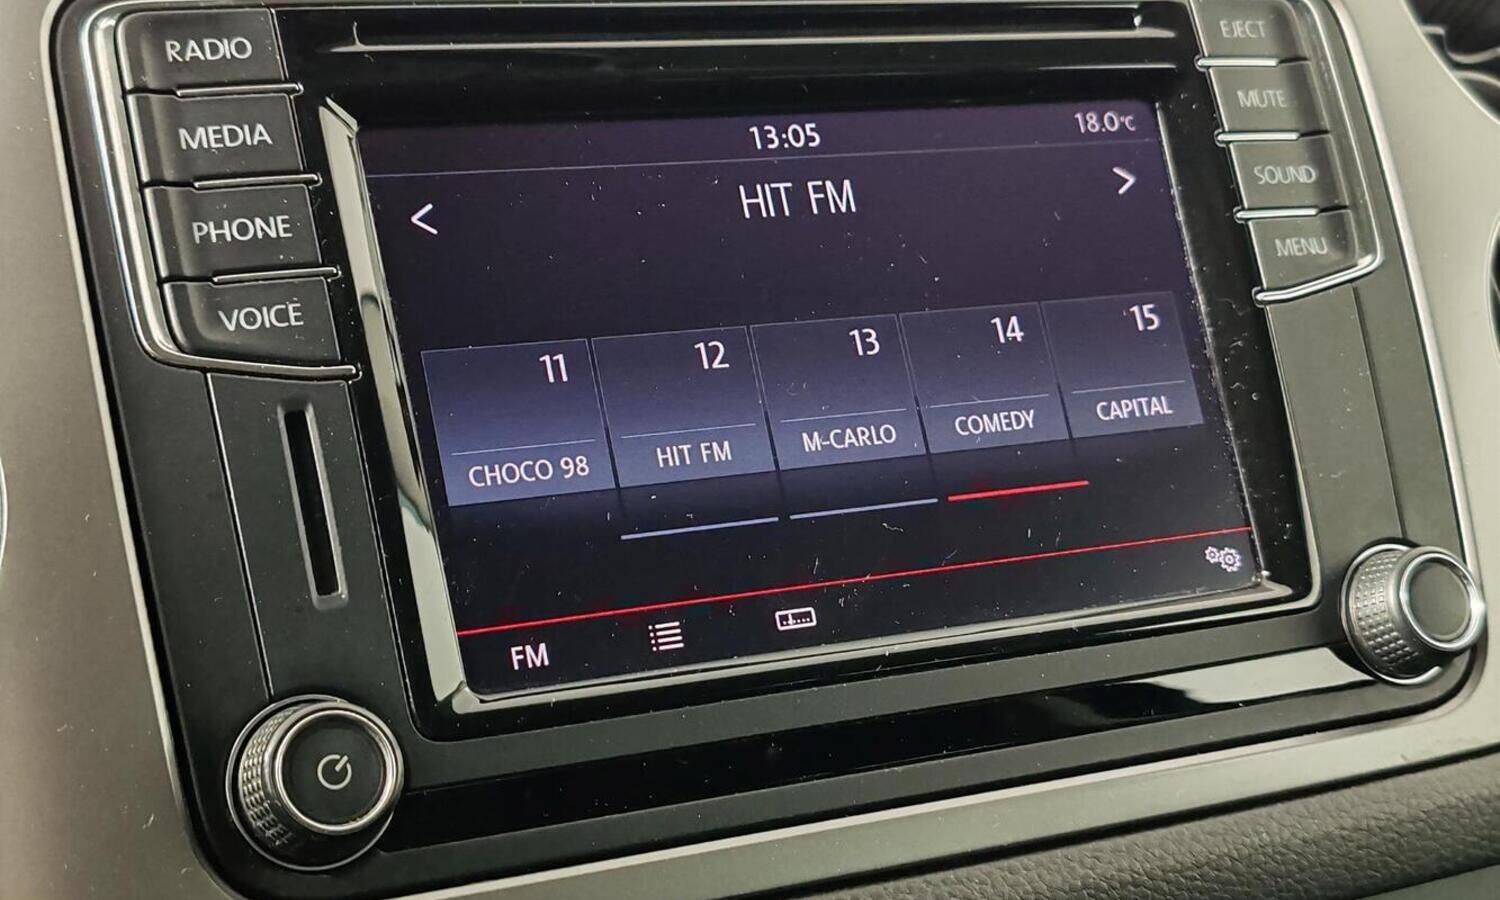 RADIO
MEDIA
PHONE
VOICE
EJECT
MUTE
SOUND
MENU
13:05
18.0°C
< HIT FM >
11
CHOCO 98
12
HIT FM
13
M-CARLO
14
COMEDY
15
CAPITAL
FM